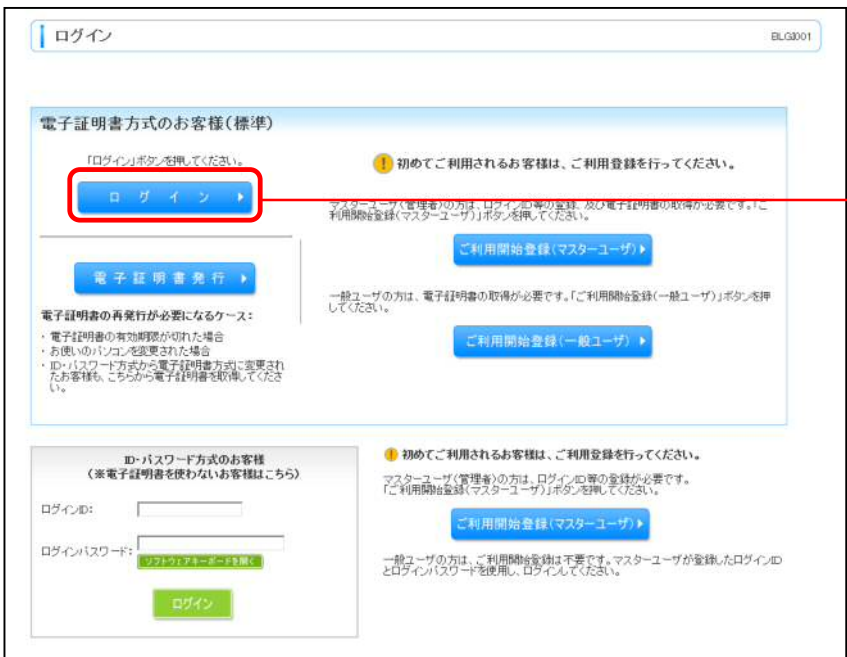 ログイン
BLGI001
電子証明書方式のお客様(標準)
「ログイン」ボタンを押してください。
ログイン
電子証明書発行
電子証明書の再発行が必要になるケース:
・電子証明書の有効期限が切れた場合
・お使いのパソコンを変更された場合
・ID・パスワード方式から電子証明書方式に変更され
たお客様も、こちらから電子証明書を取得してくださ
い。
初めてご利用されるお客様は、ご利用登録を行ってください。
マスターユーザ(管理者)の方は、ログインID等の登録、及び電子証明書の取得が必要です。「ご
利用開始登録(マスターユーザ)」ボタンを押してください。
ご利用開始登録(マスターユーザ)
一般ユーザの方は、電子証明書の取得が必要です。「ご利用開始登録(一般ユーザ)」ボタンを押
してください。
ご利用開始登録(一般ユーザ)
ID・パスワード方式のお客様
(※電子証明書を使わないお客様はこちら)
ログインID:
ログインパスワード:
ソフトウェアキーボードを開く
ログイン
初めてご利用されるお客様は、ご利用登録を行ってください。
マスターユーザ(管理者)の方は、ログインID等の登録が必要です。
「ご利用開始登録(マスターユーザ)」ボタンを押してください。
ご利用開始登録(マスターユーザ)
一般ユーザの方は、ご利用開始登録は不要です。マスターユーザが登録したログインID
とログインパスワードを使用し、ログインしてください。